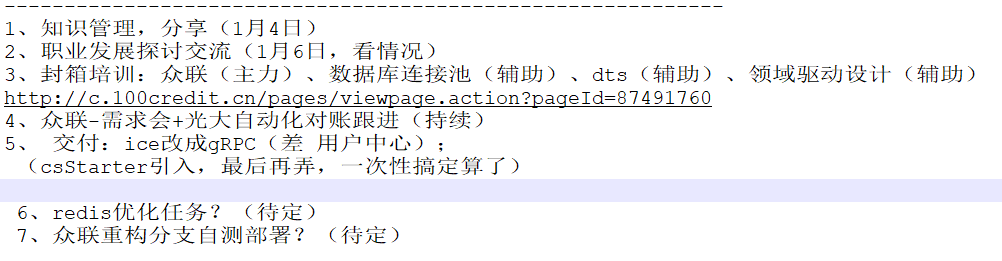 ------------------------------------------------------------
1、知识管理，分享（1月4日）
2、职业发展探讨交流（1月6日，看情况）
3、封箱培训：众联（主力）、数据库连接池（辅助）、dts（辅助）、领域驱动设计（辅助）
http://c.100credit.cn/pages/viewpage.action?pageId=87491760
4、众联-需求会+光大自动化对账跟进（持续）
5、 交付：ice改成gRPC（差 用户中心）;
（csStarter引入，最后再弄，一次性搞定算了）
6、redis优化任务？（待定）
7、众联重构分支自测部署？（待定）